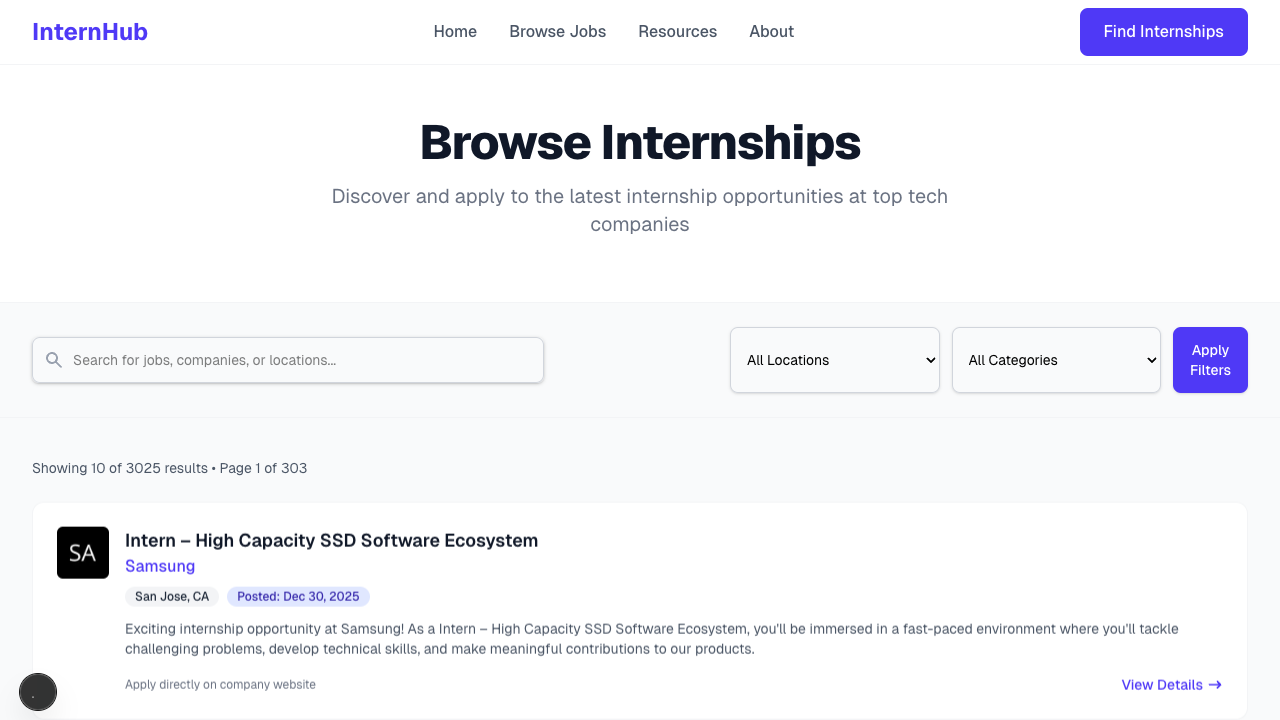 InternHub
Home
Browse Jobs
Resources
About
Find Internships
Browse Internships
Discover and apply to the latest internship opportunities at top tech
companies
Search for jobs, companies, or locations...
All Locations
All Categories
Apply
Filters
Showing 10 of 3025 results • Page 1 of 303
SA
Intern – High Capacity SSD Software Ecosystem
Samsung
San Jose, CA
Posted: Dec 30, 2025
Exciting internship opportunity at Samsung! As a Intern – High Capacity SSD Software Ecosystem, you'll be immersed in a fast-paced environment where you'll tackle
challenging problems, develop technical skills, and make meaningful contributions to our products.
Apply directly on company website
View Details →